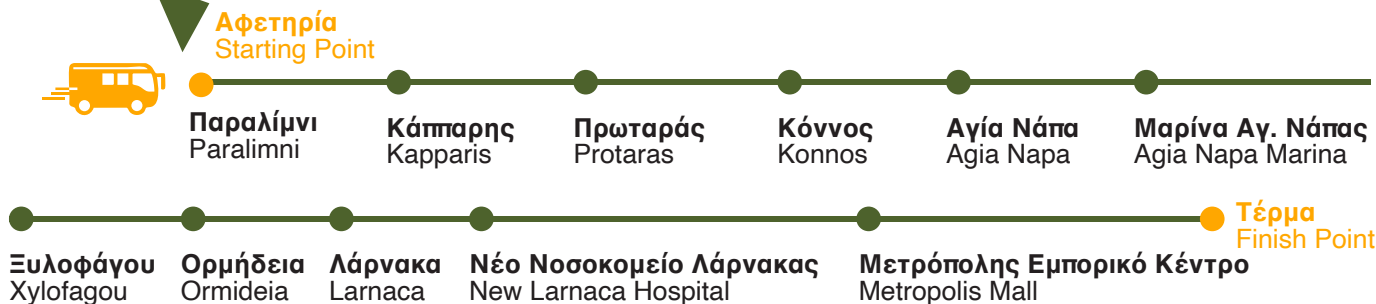 Αφετηρία
Starting Point
Παραλίμνι
Paralimni
Κάππαρης
Kapparis
Πρωταράς
Protaras
Κόννος
Konnos
Αγία Νάπα
Agia Napa
Μαρίνα Αγ. Νάπας
Agia Napa Marina
Τέρμα
Finish Point
Ξυλοφάγου
Xylofagou
Ορμήδεια
Ormideia
Λάρνακα
Larnaca
Νέο Νοσοκομείο Λάρνακας
New Larnaca Hospital
Μετρόπολης Εμπορικό Κέντρο
Metropolis Mall